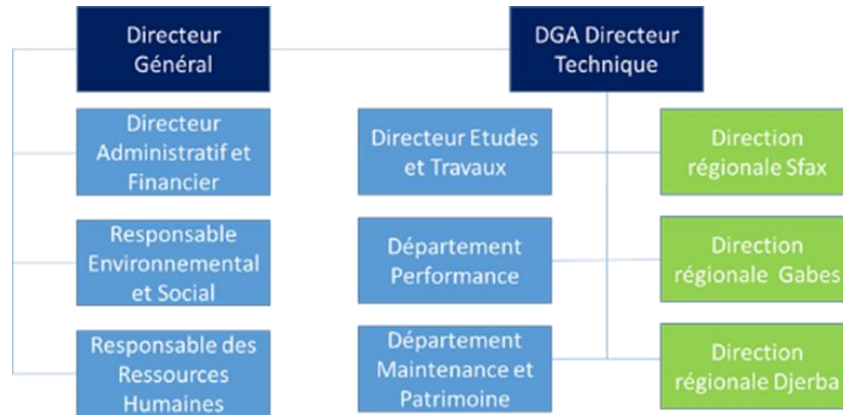 Directeur
Général
DGA Directeur
Technique
Directeur
Administratif et
Financier
Directeur Etudes
et Travaux
Direction
régionale Sfax
Responsable
Environnemental
et Social
Département
Performance
Direction
régionale Gabes
Responsable des
Ressources
Humaines
Département
Maintenance et
Patrimoine
Direction
régionale Djerba